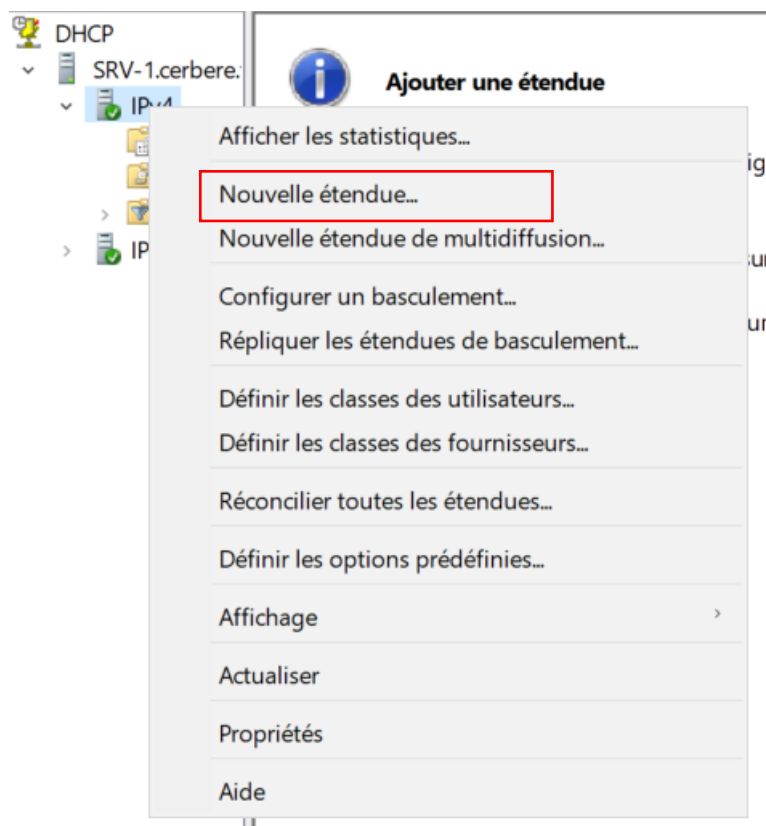 DHCP
SRV-1.cerbere.
IPv4
IP
Ajouter une étendue
Afficher les statistiques...
Nouvelle étendue...
Nouvelle étendue de multidiffusion...
Configurer un basculement...
Répliquer les étendues de basculement...
Définir les classes des utilisateurs...
Définir les classes des fournisseurs...
Réconcilier toutes les étendues...
Définir les options prédéfinies...
Affichage
Actualiser
Propriétés
Aide